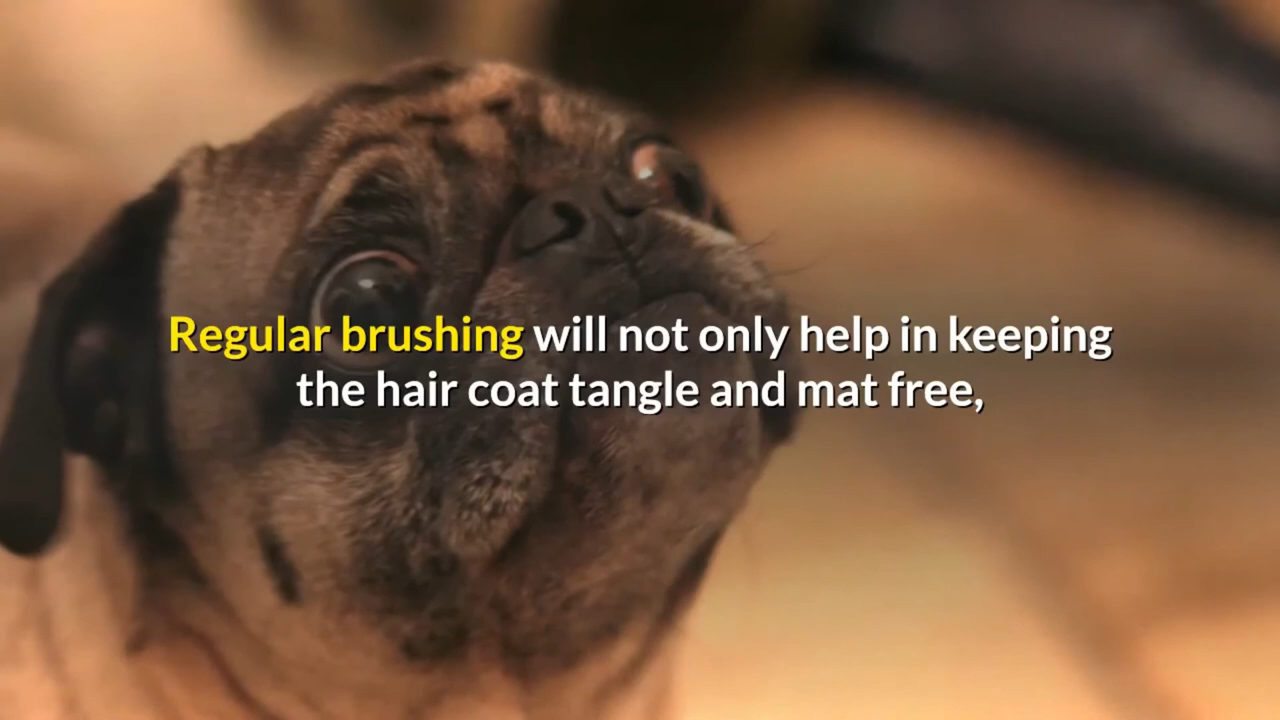 Regular brushing will not only help in keeping
the hair coat tangle and mat free,